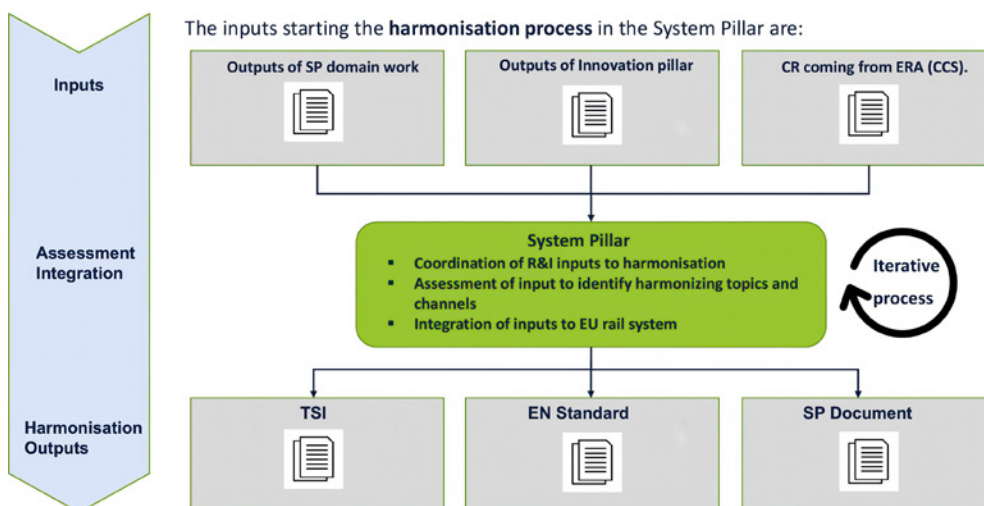 The inputs starting the harmonisation process in the System Pillar are:
Inputs
Outputs of SP domain work
Outputs of Innovation pillar
CR coming from ERA (CCS).
Assessment
Integration
System Pillar
▪ Coordination of R&I inputs to harmonisation
▪ Assessment of input to identify harmonizing topics and
channels
▪ Integration of inputs to EU rail system
Iterative
process
Harmonisation
Outputs
TSI
EN Standard
SP Document